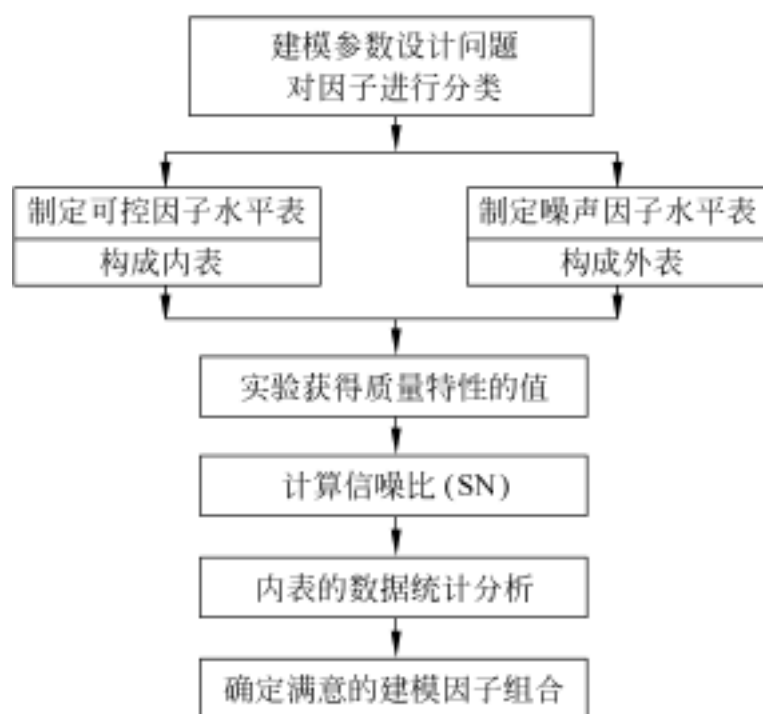 建模参数设计问题
对因子进行分类
制定可控因子水平表
构成内表
制定噪声因子水平表
构成外表
实验获得质量特性的值
计算信噪比(SN)
内表的数据统计分析
确定满意的建模因子组合